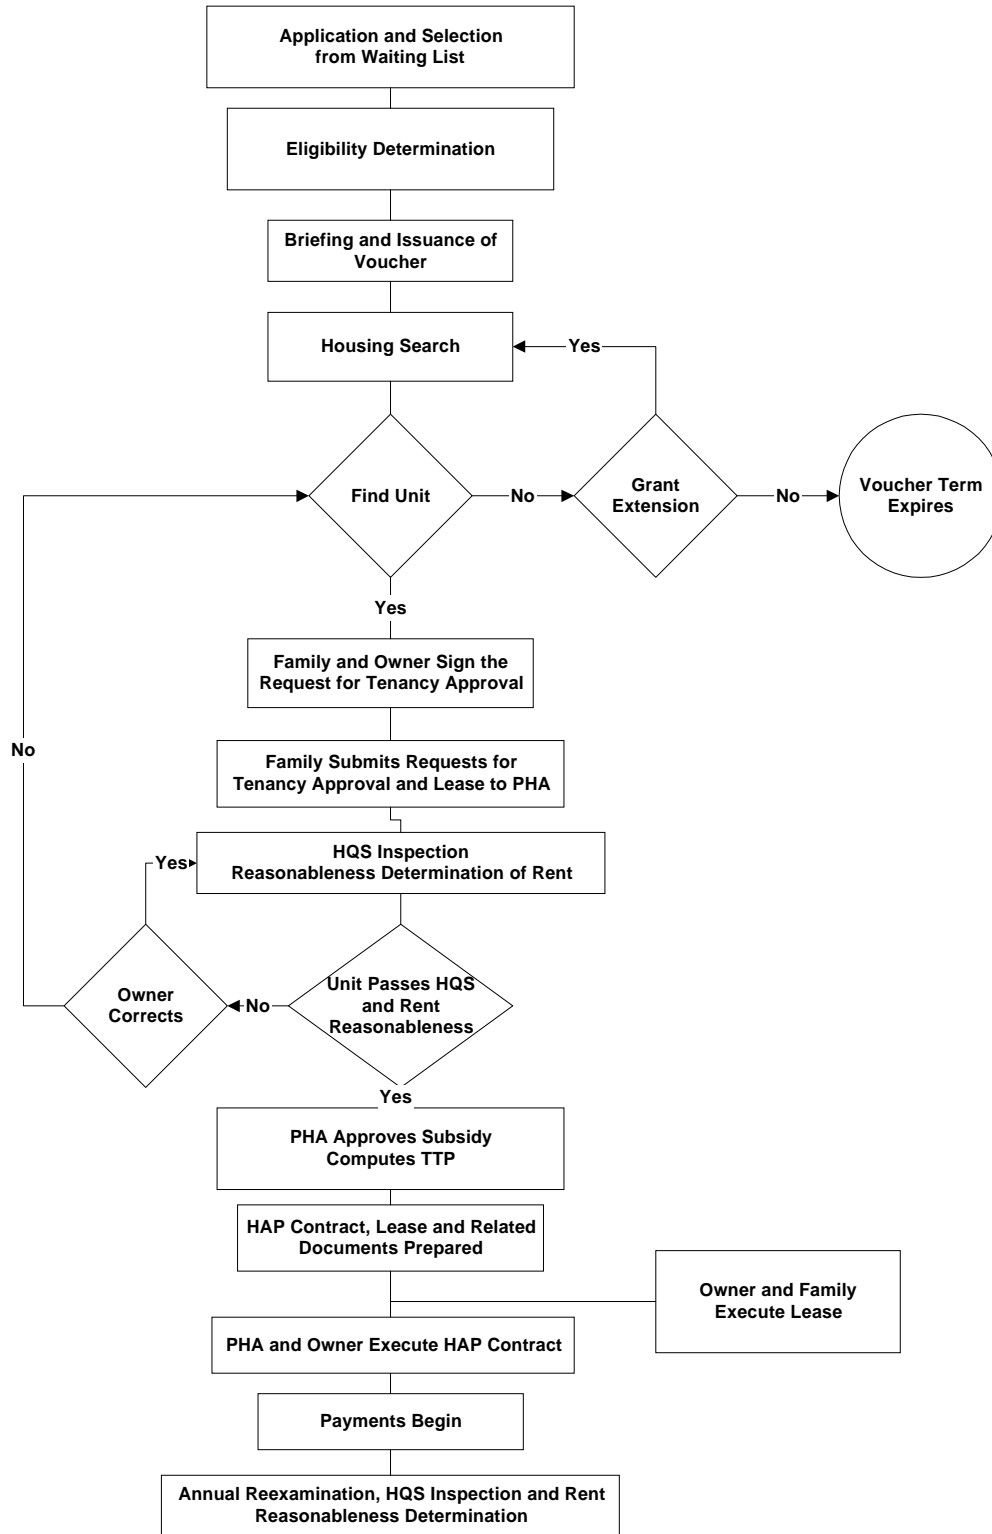 Application and Selection
from Waiting List
Eligibility Determination
Briefing and Issuance of
Voucher
Housing Search
Yes
Find Unit
No
Grant
Extension
No
Voucher Term
Expires
Yes
Family and Owner Sign the
Request for Tenancy Approval
No
Family Submits Requests for
Tenancy Approval and Lease to PHA
HQS Inspection
Reasonableness Determination of Rent
Yes
Owner
Corrects
No
Unit Passes HQS
and Rent
Reasonableness
Yes
PHA Approves Subsidy
Computes TTP
HAP Contract, Lease and Related
Documents Prepared
Owner and Family
Execute Lease
PHA and Owner Execute HAP Contract
Payments Begin
Annual Reexamination, HQS Inspection and Rent
Reasonableness Determination